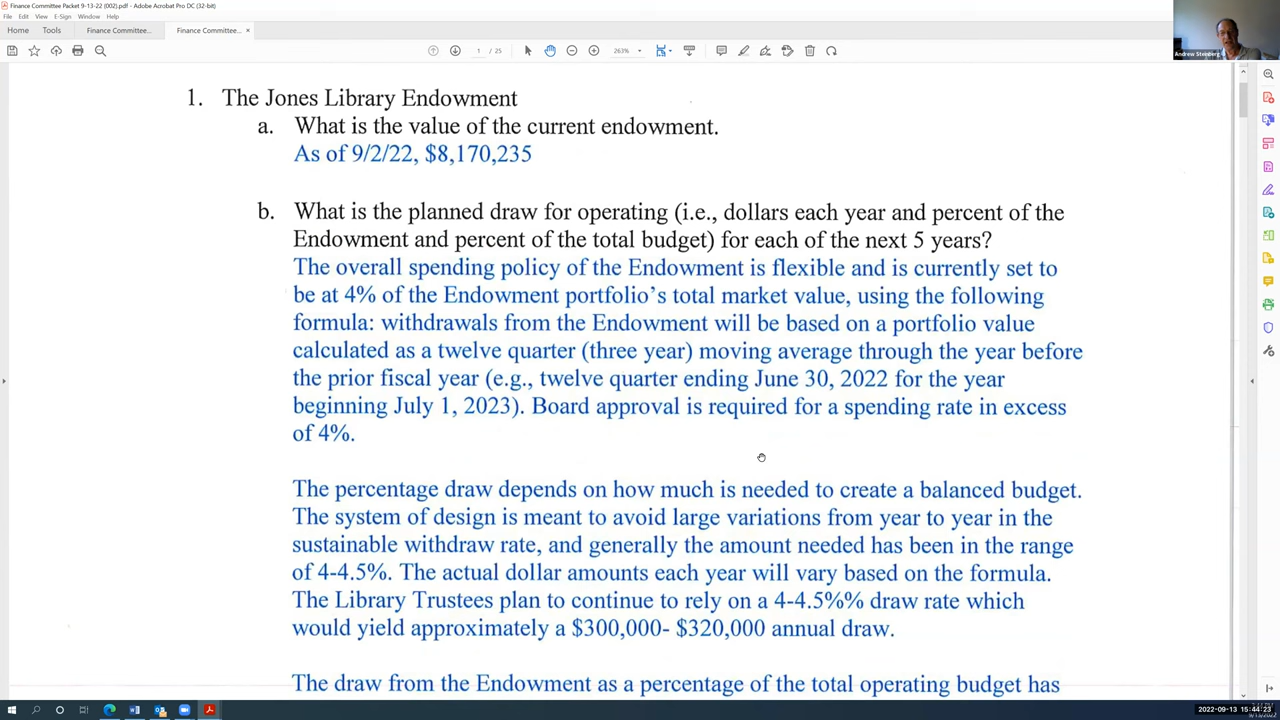 Finance Committee Packet 9-13-22 (002).pdf - Adobe Acrobat Pro DC (32-bit)
File Edit View E-Sign Window Help
Home Tools Finance Committee... Finance Committee... ×
1 / 25 263%
Andrew Steinberg
1. The Jones Library Endowment
a. What is the value of the current endowment.
As of 9/2/22, $8,170,235
b. What is the planned draw for operating (i.e., dollars each year and percent of the
Endowment and percent of the total budget) for each of the next 5 years?
The overall spending policy of the Endowment is flexible and is currently set to
be at 4% of the Endowment portfolio’s total market value, using the following
formula: withdrawals from the Endowment will be based on a portfolio value
calculated as a twelve quarter (three year) moving average through the year before
the prior fiscal year (e.g., twelve quarter ending June 30, 2022 for the year
beginning July 1, 2023). Board approval is required for a spending rate in excess
of 4%.
The percentage draw depends on how much is needed to create a balanced budget.
The system of design is meant to avoid large variations from year to year in the
sustainable withdraw rate, and generally the amount needed has been in the range
of 4-4.5%. The actual dollar amounts each year will vary based on the formula.
The Library Trustees plan to continue to rely on a 4-4.5%% draw rate which
would yield approximately a $300,000- $320,000 annual draw.
The draw from the Endowment as a percentage of the total operating budget has
2022-09-13 15:44:23